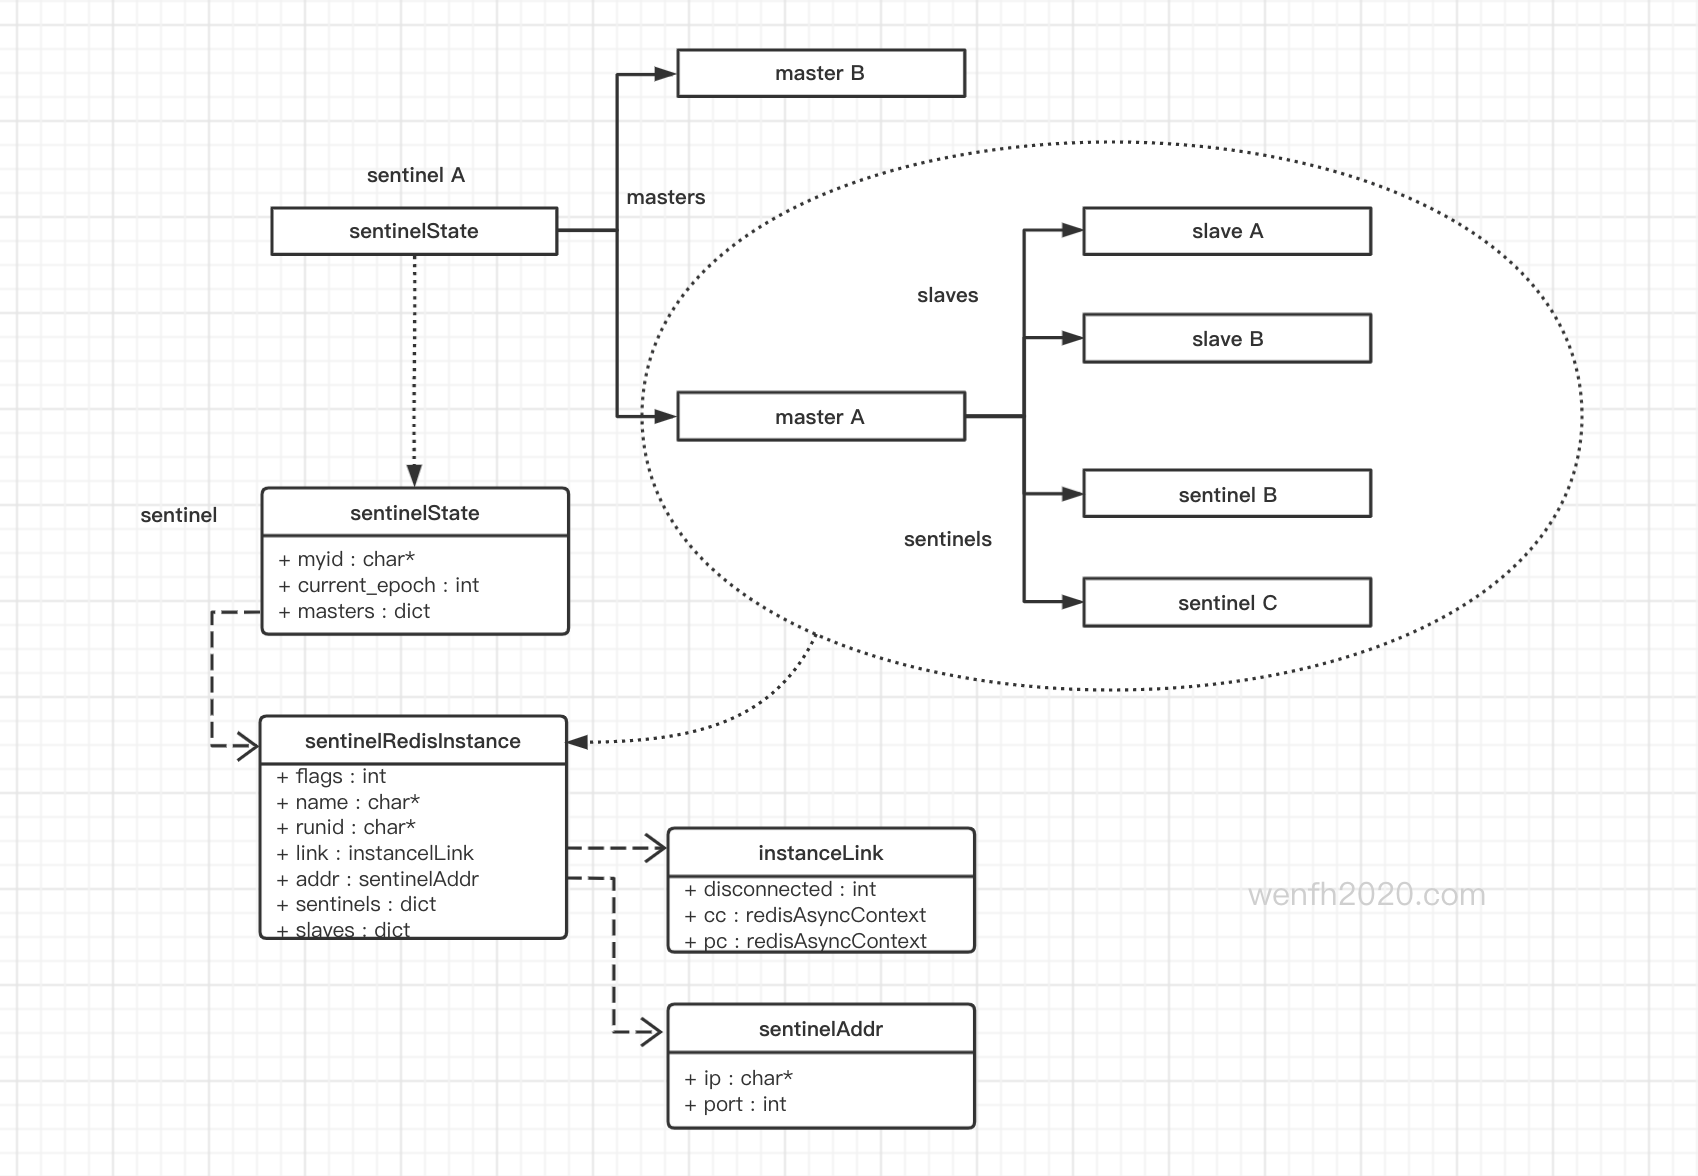 master B
sentinel A
masters
sentinelState
slave A
slaves
slave B
master A
sentinel B
sentinels
sentinel C
sentinel
sentinelState
+ myid : char*
+ current_epoch : int
+ masters : dict
sentinelRedisInstance
+ flags : int
+ name : char*
+ runid : char*
+ link : instancelLink
+ addr : sentinelAddr
+ sentinels : dict
+ slaves : dict
instanceLink
+ disconnected : int
+ cc : redisAsyncContext
+ pc : redisAsyncContext
wenfh2020.com
sentinelAddr
+ ip : char*
+ port : int